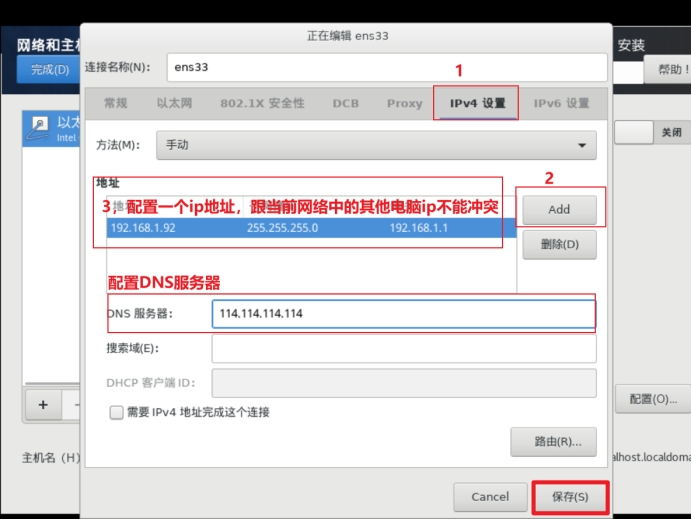 正在编辑 ens33
网络和主机
安装
完成(D)
帮助！
连接名称(N)：
ens33
1
常规
以太网
802.1X 安全性
DCB
Proxy
IPv4 设置
IPv6 设置
以太
Intel
关闭
方法(M)：
手动
地址
2
3，配置一个ip地址，跟当前网络中的其他电脑ip不能冲突
Add
192.168.1.92
255.255.255.0
192.168.1.1
删除(D)
配置DNS服务器
DNS 服务器：
114.114.114.114
搜索域(E)：
DHCP 客户端 ID：
需要 IPv4 地址完成这个连接
+
-
配置(O)...
路由(R)...
主机名（H）
alhost.localdoma
Cancel
保存(S)